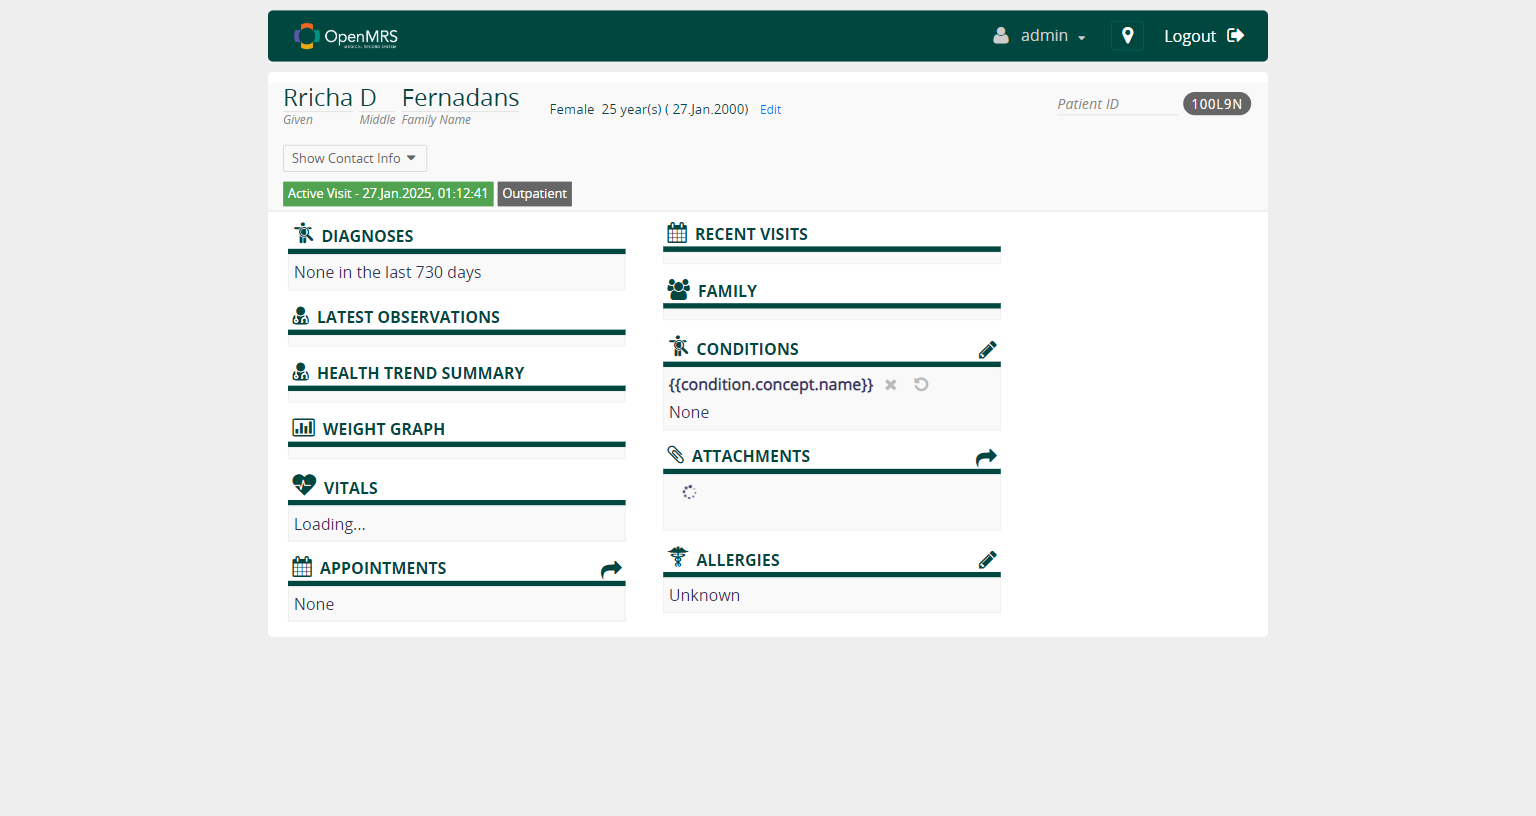 OpenMRS
MEDICAL RECORD SYSTEM
admin
Logout
Rricha D Fernadans
Given Middle Family Name
Female 25 year(s) ( 27.Jan.2000) Edit
Patient ID 100L9N
Show Contact Info
Active Visit - 27.Jan.2025, 01:12:41 Outpatient
DIAGNOSES
None in the last 730 days
LATEST OBSERVATIONS
HEALTH TREND SUMMARY
WEIGHT GRAPH
VITALS
Loading...
APPOINTMENTS
None
RECENT VISITS
FAMILY
CONDITIONS
{{condition.concept.name}}
None
ATTACHMENTS
ALLERGIES
Unknown